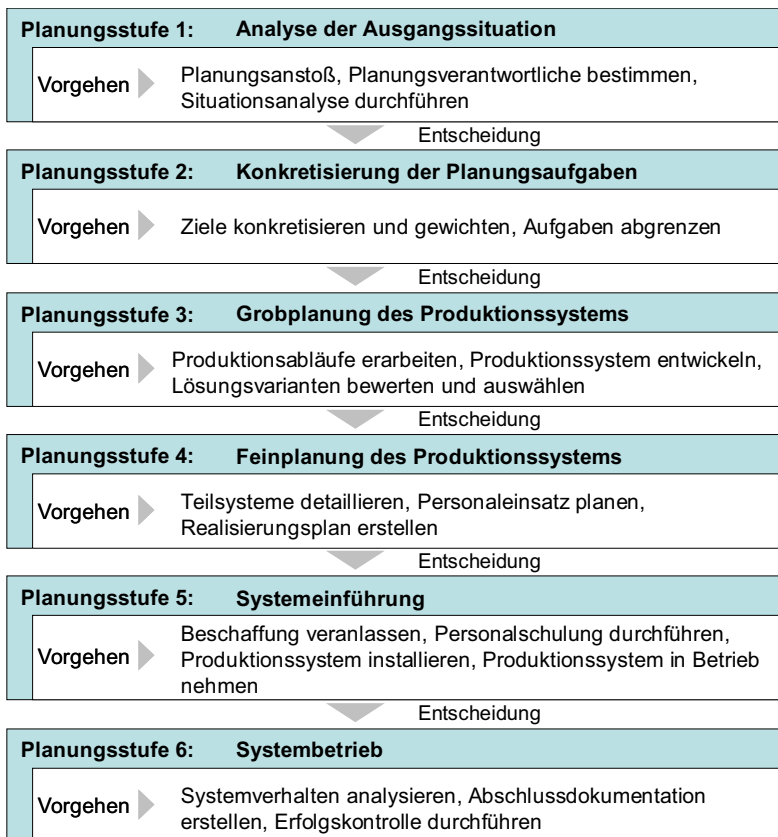 Planungsstufe 1: Analyse der Ausgangssituation
Vorgehen
Planungsanstoß, Planungsverantwortliche bestimmen,
Situationsanalyse durchführen
Entscheidung
Planungsstufe 2: Konkretisierung der Planungsaufgaben
Vorgehen
Ziele konkretisieren und gewichten, Aufgaben abgrenzen
Entscheidung
Planungsstufe 3: Grobplanung des Produktionssystems
Vorgehen
Produktionsabläufe erarbeiten, Produktionssystem entwickeln,
Lösungsvarianten bewerten und auswählen
Entscheidung
Planungsstufe 4: Feinplanung des Produktionssystems
Vorgehen
Teilsysteme detaillieren, Personaleinsatz planen,
Realisierungsplan erstellen
Entscheidung
Planungsstufe 5: Systemeinführung
Vorgehen
Beschaffung veranlassen, Personalschulung durchführen,
Produktionssystem installieren, Produktionssystem in Betrieb
nehmen
Entscheidung
Planungsstufe 6: Systembetrieb
Vorgehen
Systemverhalten analysieren, Abschlussdokumentation
erstellen, Erfolgskontrolle durchführen